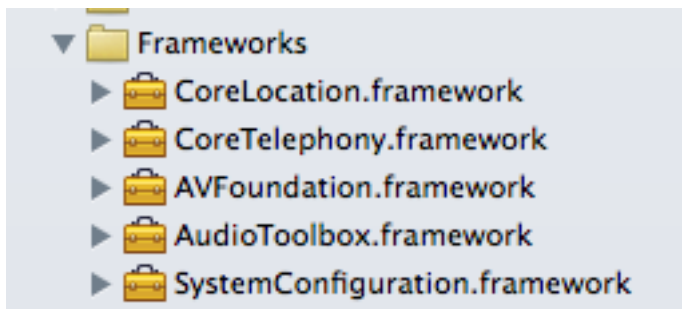 Frameworks
CoreLocation.framework
CoreTelephony.framework
AVFoundation.framework
AudioToolbox.framework
SystemConfiguration.framework